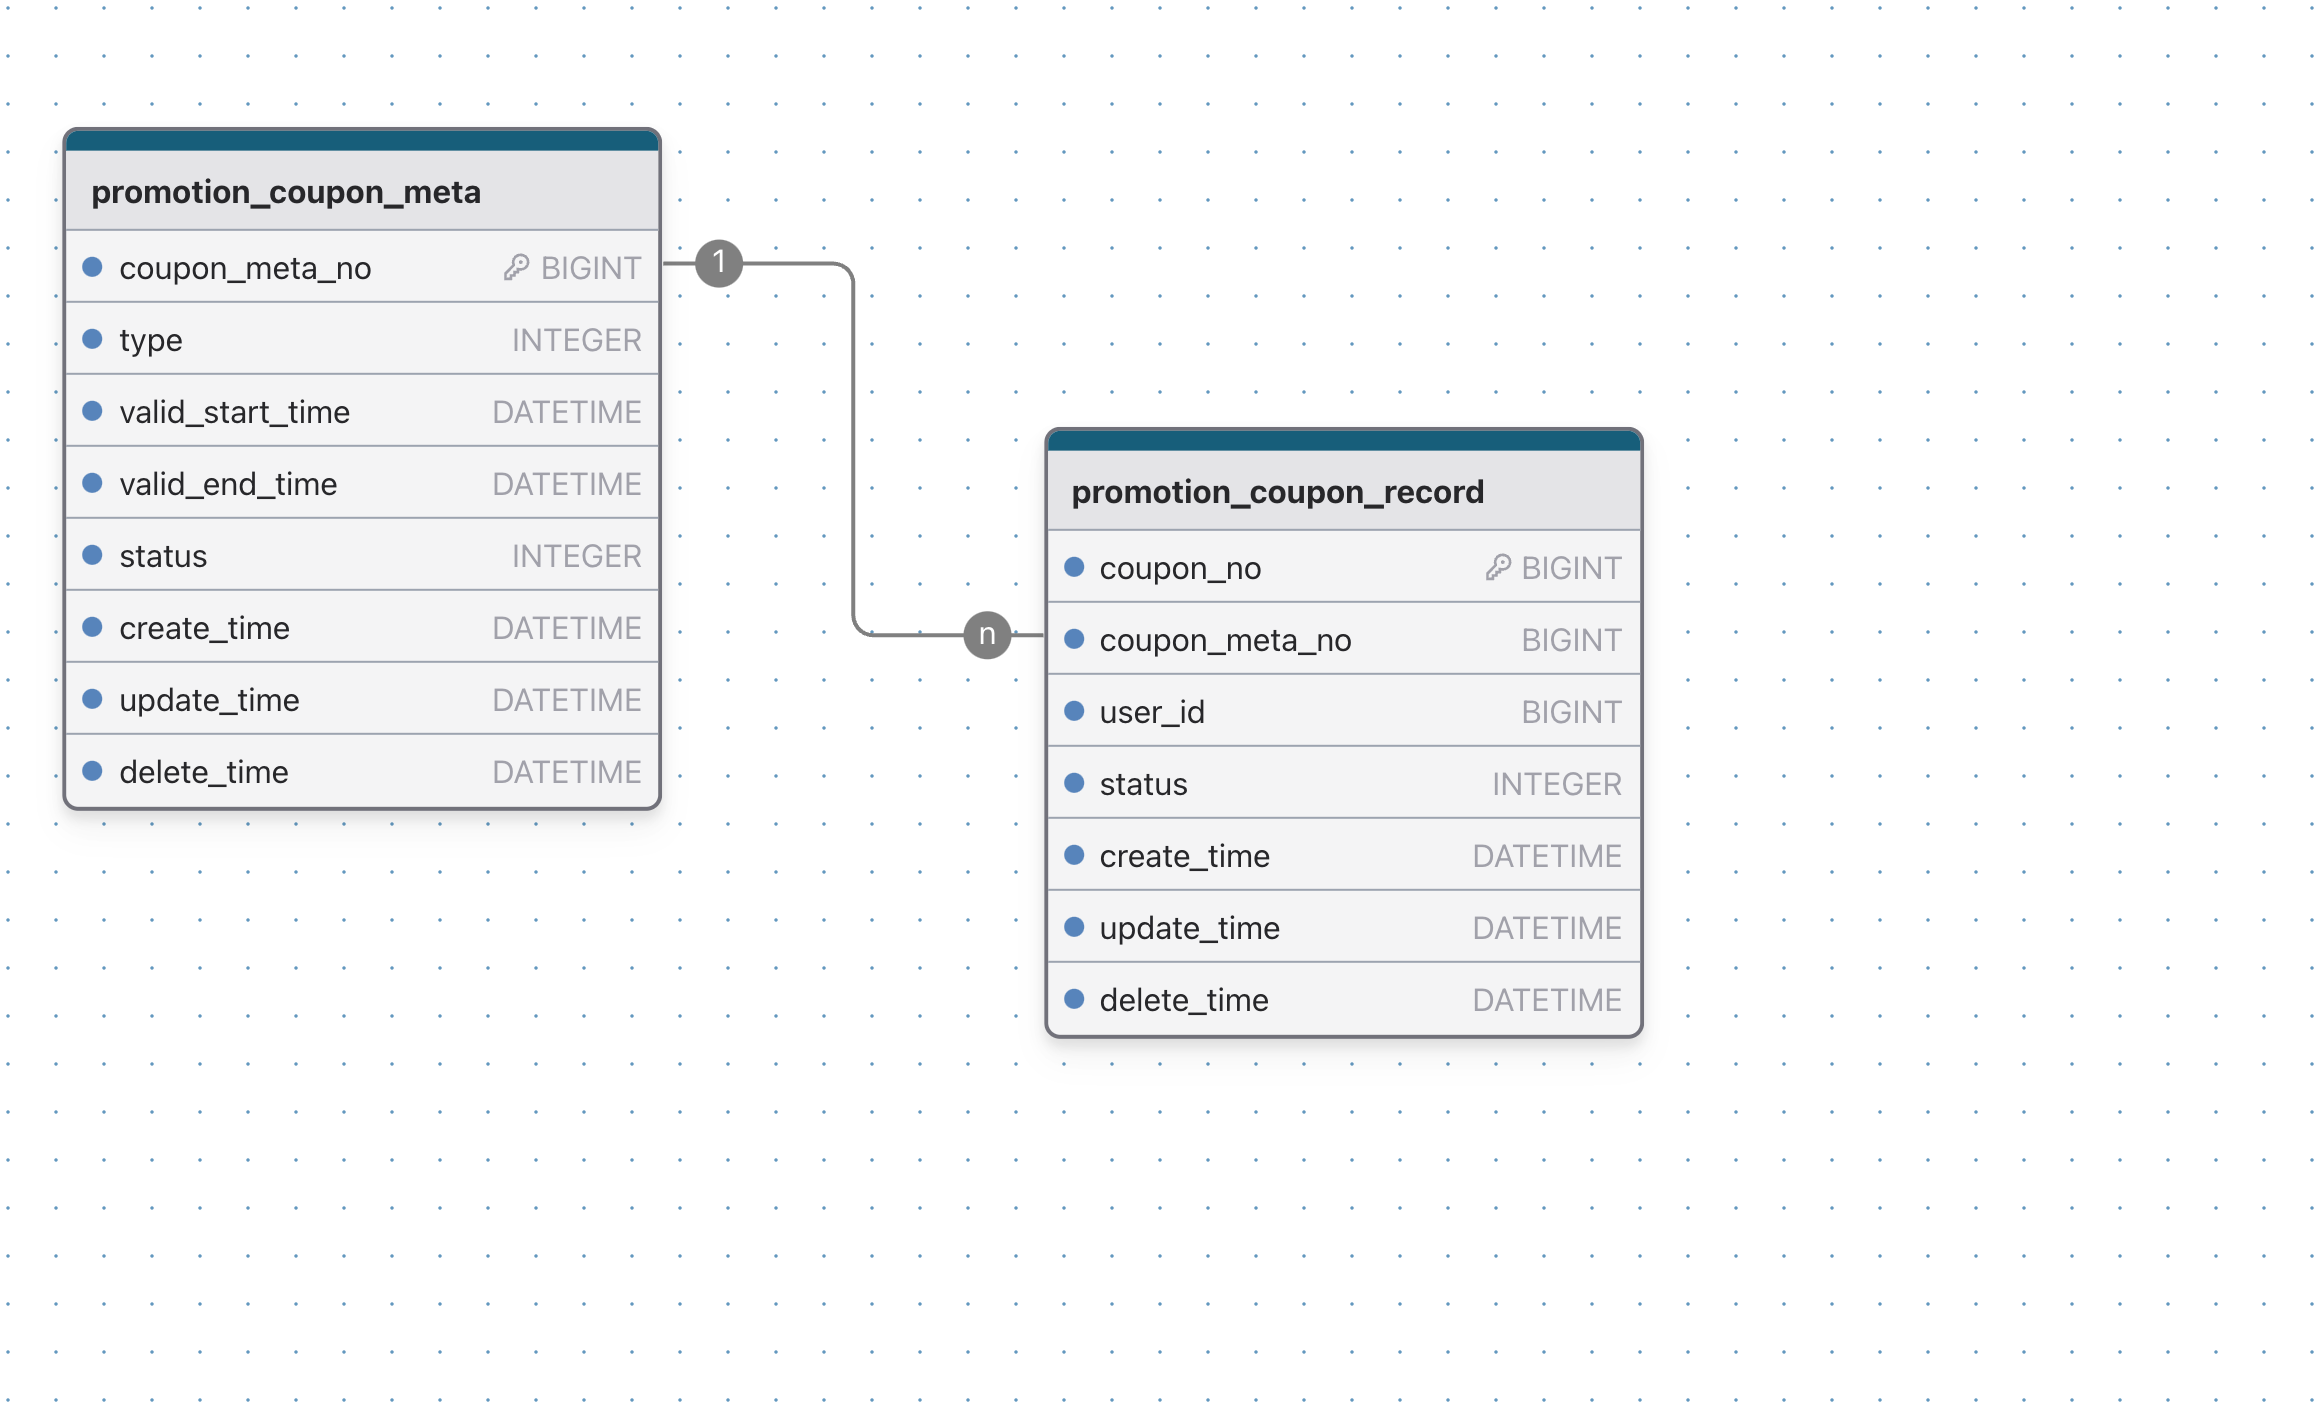 promotion_coupon_meta
coupon_meta_no BIGINT
type INTEGER
valid_start_time DATETIME
valid_end_time DATETIME
status INTEGER
create_time DATETIME
update_time DATETIME
delete_time DATETIME
1
n
promotion_coupon_record
coupon_no BIGINT
coupon_meta_no BIGINT
user_id BIGINT
status INTEGER
create_time DATETIME
update_time DATETIME
delete_time DATETIME